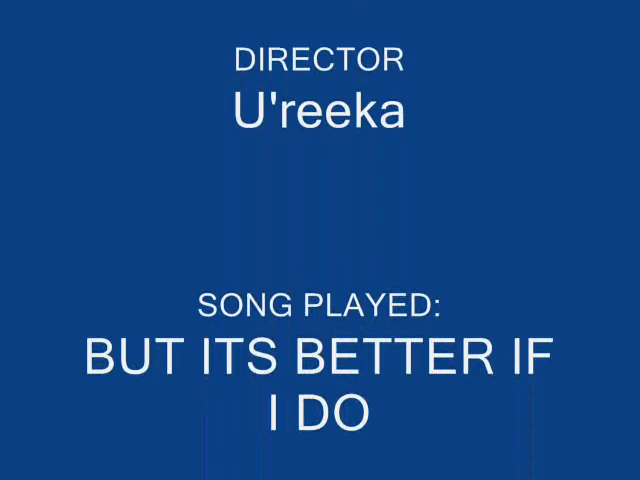 DIRECTOR
U'reeka
SONG PLAYED:
BUT ITS BETTER IF
I DO